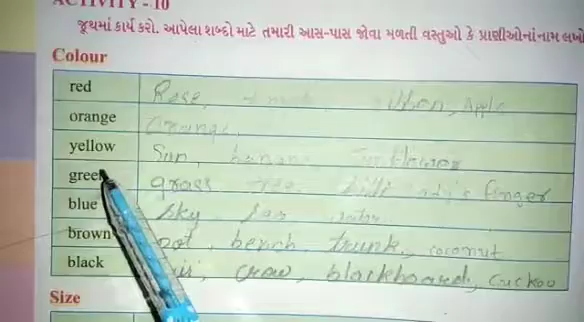 ACTIVITY - 10
જૂથમાં કાર્ય કરો. આપેલા શબ્દો માટે તમારી આસ-પાસ જોવા મળતી વસ્તુઓ કે પ્રાણીઓનાં નામ લખો
Colour
red Rose, Apple
orange Orange,
yellow Sun, Sunflower
green grass tree finger
blue sky
brown pot, bench trunk, coconut
black crow, blackboard, cuckoo
Size